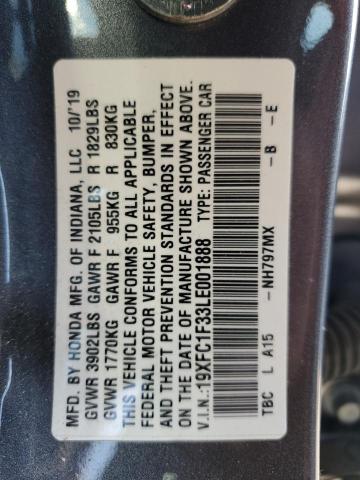 MFD. BY HONDA MFG. OF INDIANA, LLC 10/'19
GVWR 3902LBS GAWR F 2105LBS R 1829LBS
GVWR 1770KG GAWR F 955KG R 830KG
THIS VEHICLE CONFORMS TO ALL APPLICABLE
FEDERAL MOTOR VEHICLE SAFETY, BUMPER,
AND THEFT PREVENTION STANDARDS IN EFFECT
ON THE DATE OF MANUFACTURE SHOWN ABOVE.
V.I.N.:19XFC1F33LE001888 TYPE: PASSENGER CAR
TBC L A15 -NH797MX -B -E